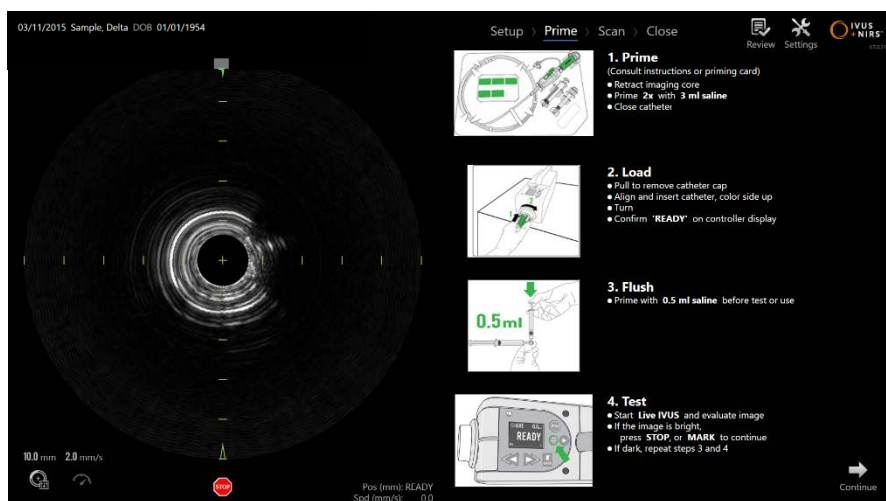 03/11/2015 Sample, Delta DOB 01/01/1954
Setup > Prime > Scan > Close
Review
Settings
IVUS
+NIRS™
1. Prime
(Consult instructions or priming card)
• Retract imaging core
• Prime 2x with 3 ml saline
• Close catheter
2. Load
• Pull to remove catheter cap
• Align and insert catheter, color side up
• Turn
• Confirm 'READY' on controller display
1
2
3. Flush
• Prime with 0.5 ml saline before test or use
0.5ml
4. Test
• Start Live IVUS and evaluate image
• If the image is bright,
press STOP, or MARK to continue
• If dark, repeat steps 3 and 4
READY
10.0 mm 2.0 mm/s
STOP
Pos (mm): READY
Spd (mm/s): 0.0
Continue